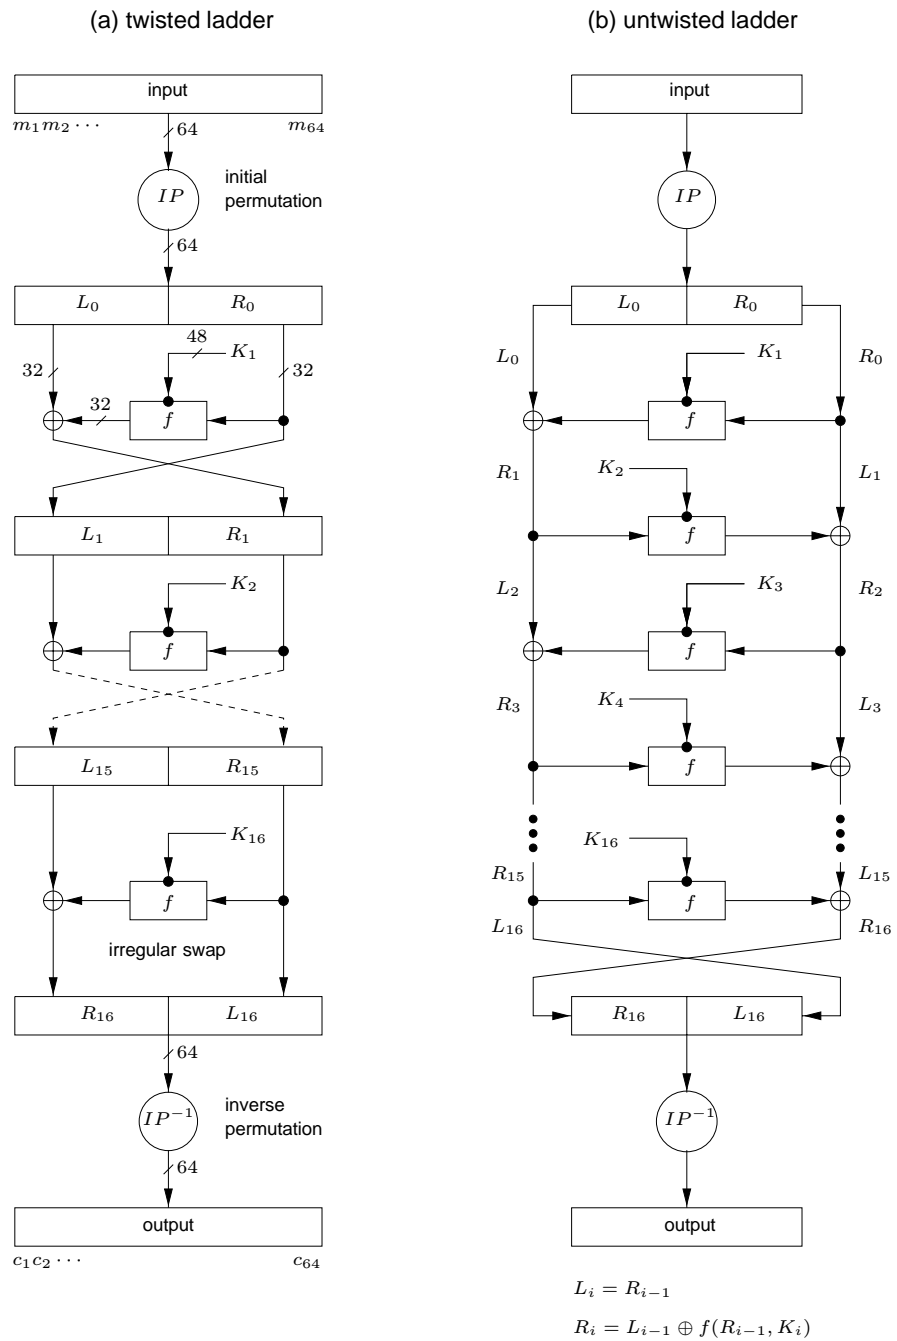 (a) twisted ladder
input
m₁m₂ ···
m₆₄
64
IP
initial
permutation
64
L₀
R₀
48
K₁
32
32
32
f
L₁
R₁
K₂
f
L₁₅
R₁₅
K₁₆
f
irregular swap
R₁₆
L₁₆
64
IP⁻¹
inverse
permutation
64
output
c₁c₂ ···
c₆₄
(b) untwisted ladder
input
IP
L₀
R₀
L₀
K₁
R₀
f
R₁
K₂
L₁
f
L₂
K₃
R₂
f
R₃
K₄
L₃
f
K₁₆
R₁₅
L₁₅
f
L₁₆
R₁₆
R₁₆
L₁₆
IP⁻¹
output
Lᵢ = Rᵢ₋₁
Rᵢ = Lᵢ₋₁ ⊕ f(Rᵢ₋₁, Kᵢ)